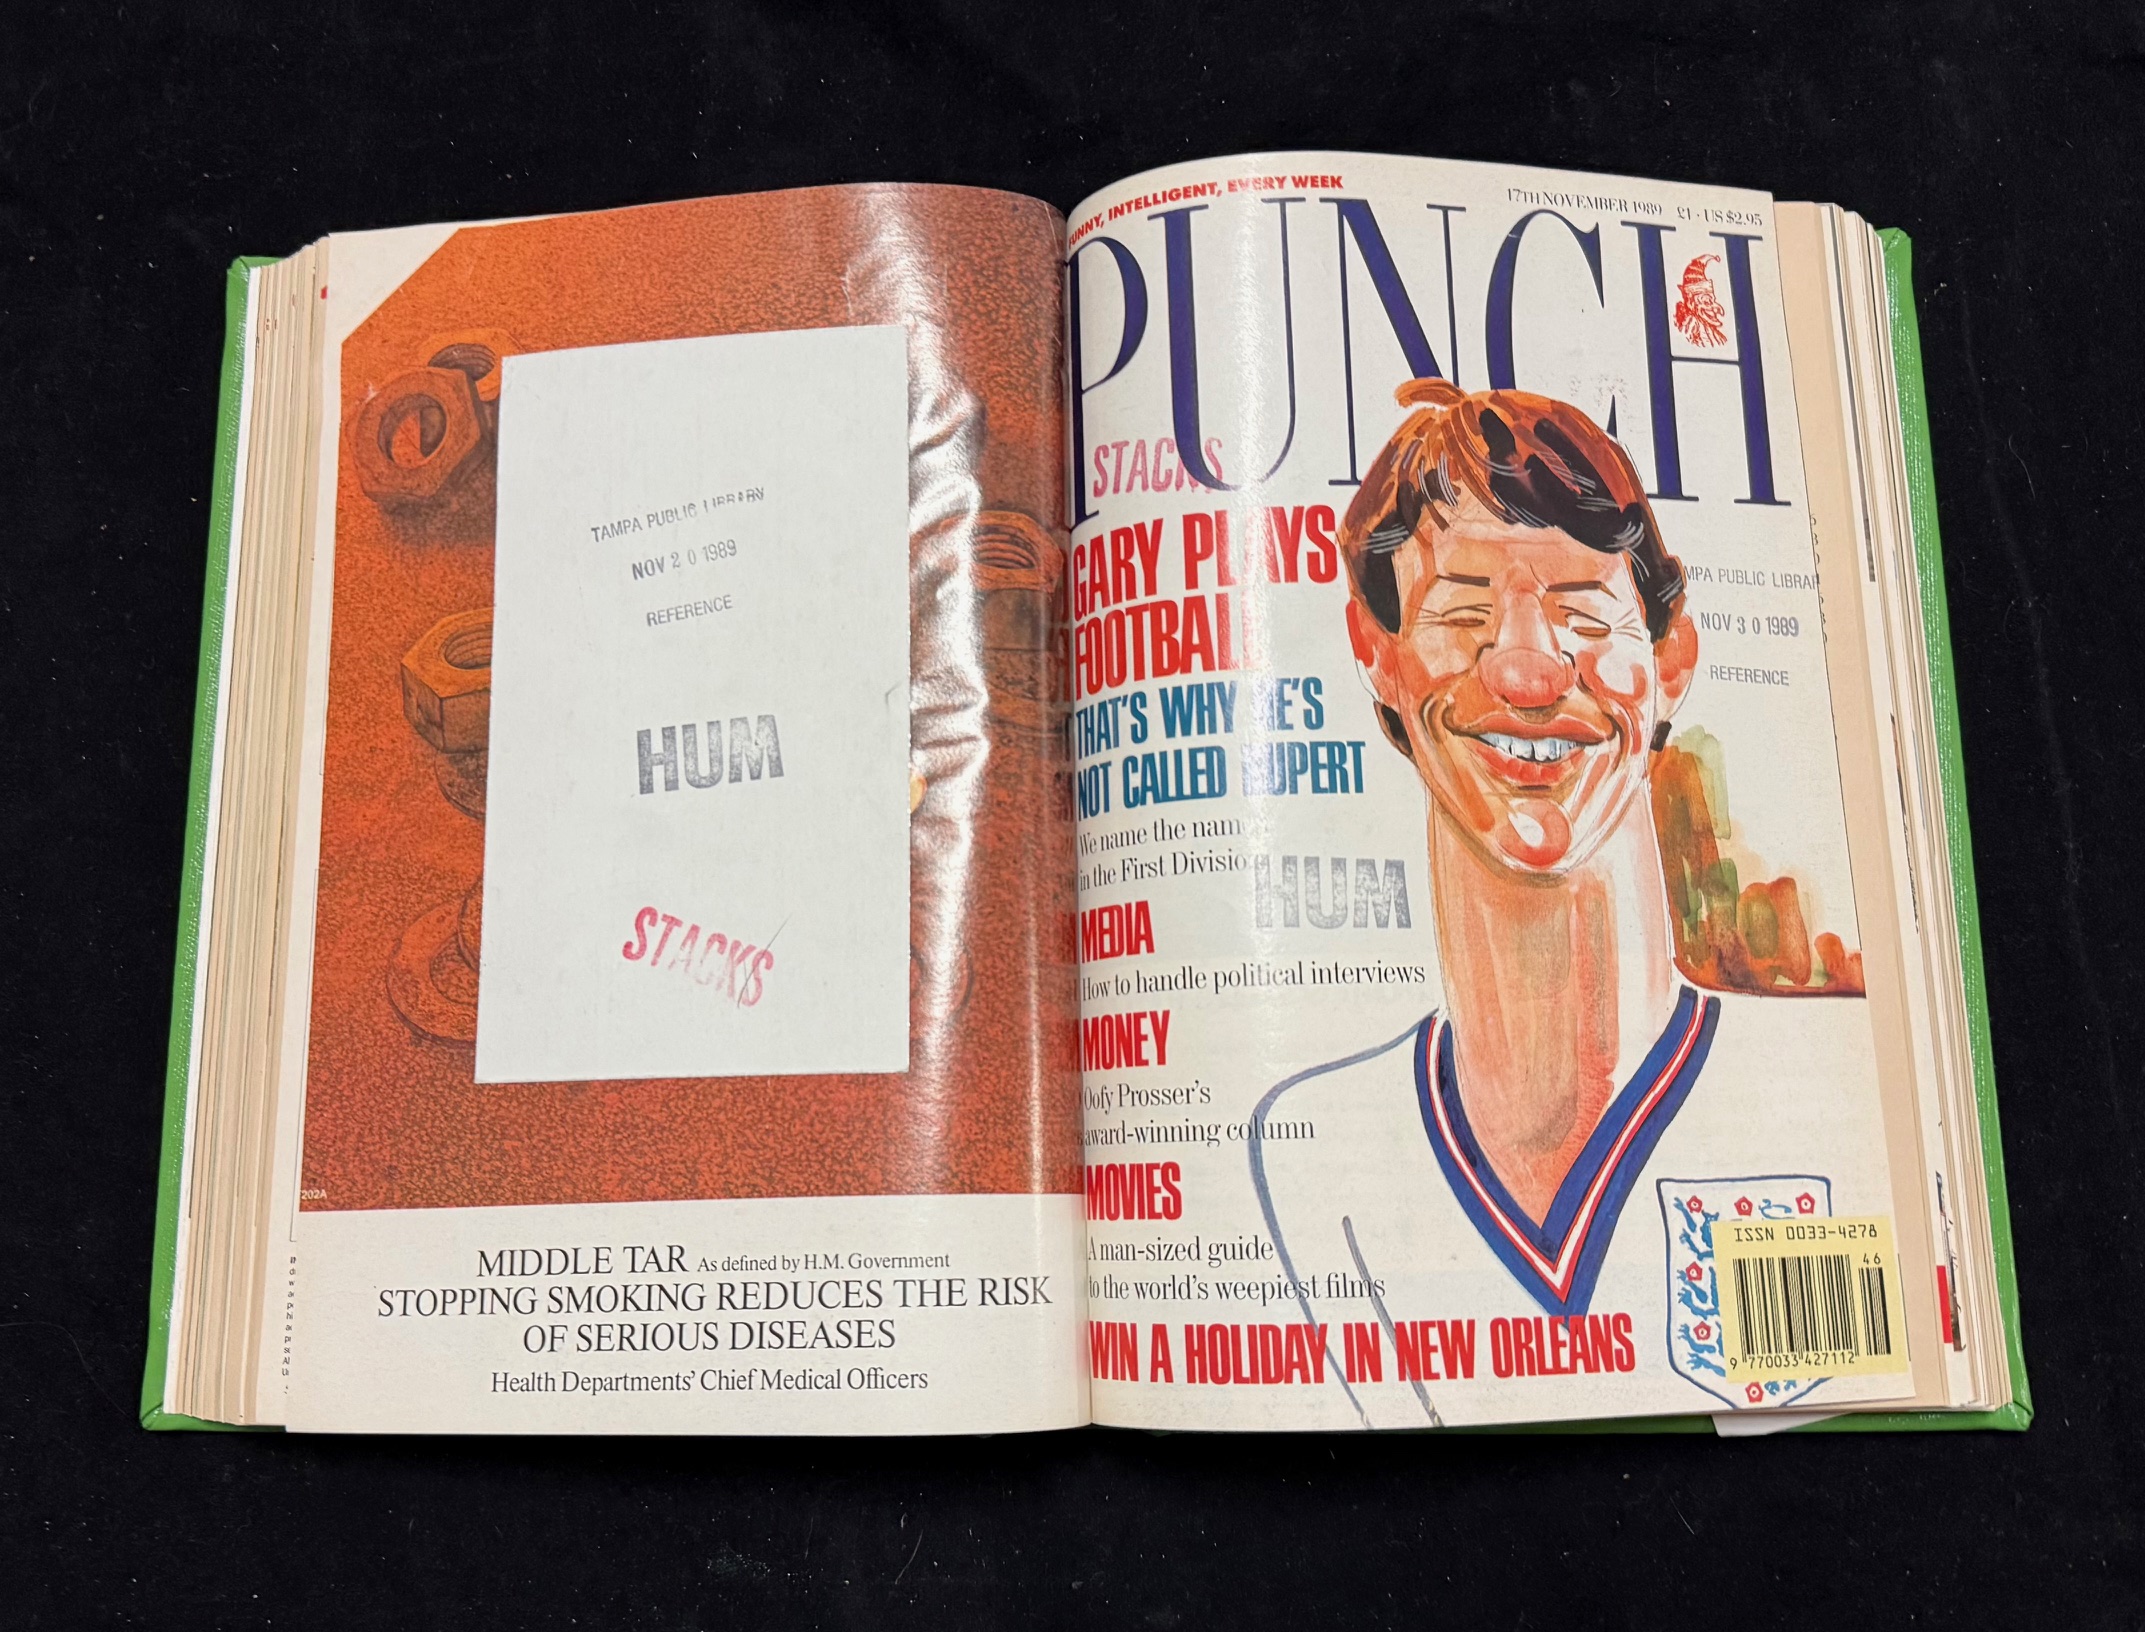 TAMPA PUBLIC LIBRARY
NOV 20 1989
REFERENCE
HUM
STACKS
202A
MIDDLE TAR As defined by H.M. Government
STOPPING SMOKING REDUCES THE RISK
OF SERIOUS DISEASES
Health Departments' Chief Medical Officers
FUNNY, INTELLIGENT, EVERY WEEK
17TH NOVEMBER 1989 £1 · US $2.95
PUNCH
STACKS
GARY PLAYS
FOOTBALL
THAT'S WHY HE'S
NOT CALLED RUPERT
We name the names
in the First Division
MPA PUBLIC LIBRAR
NOV 30 1989
REFERENCE
HUM
MEDIA
How to handle political interviews
MONEY
Oofy Prosser's
award-winning column
MOVIES
A man-sized guide
to the world's weepiest films
WIN A HOLIDAY IN NEW ORLEANS
ISSN 0033-4278
46
9 770033 427112